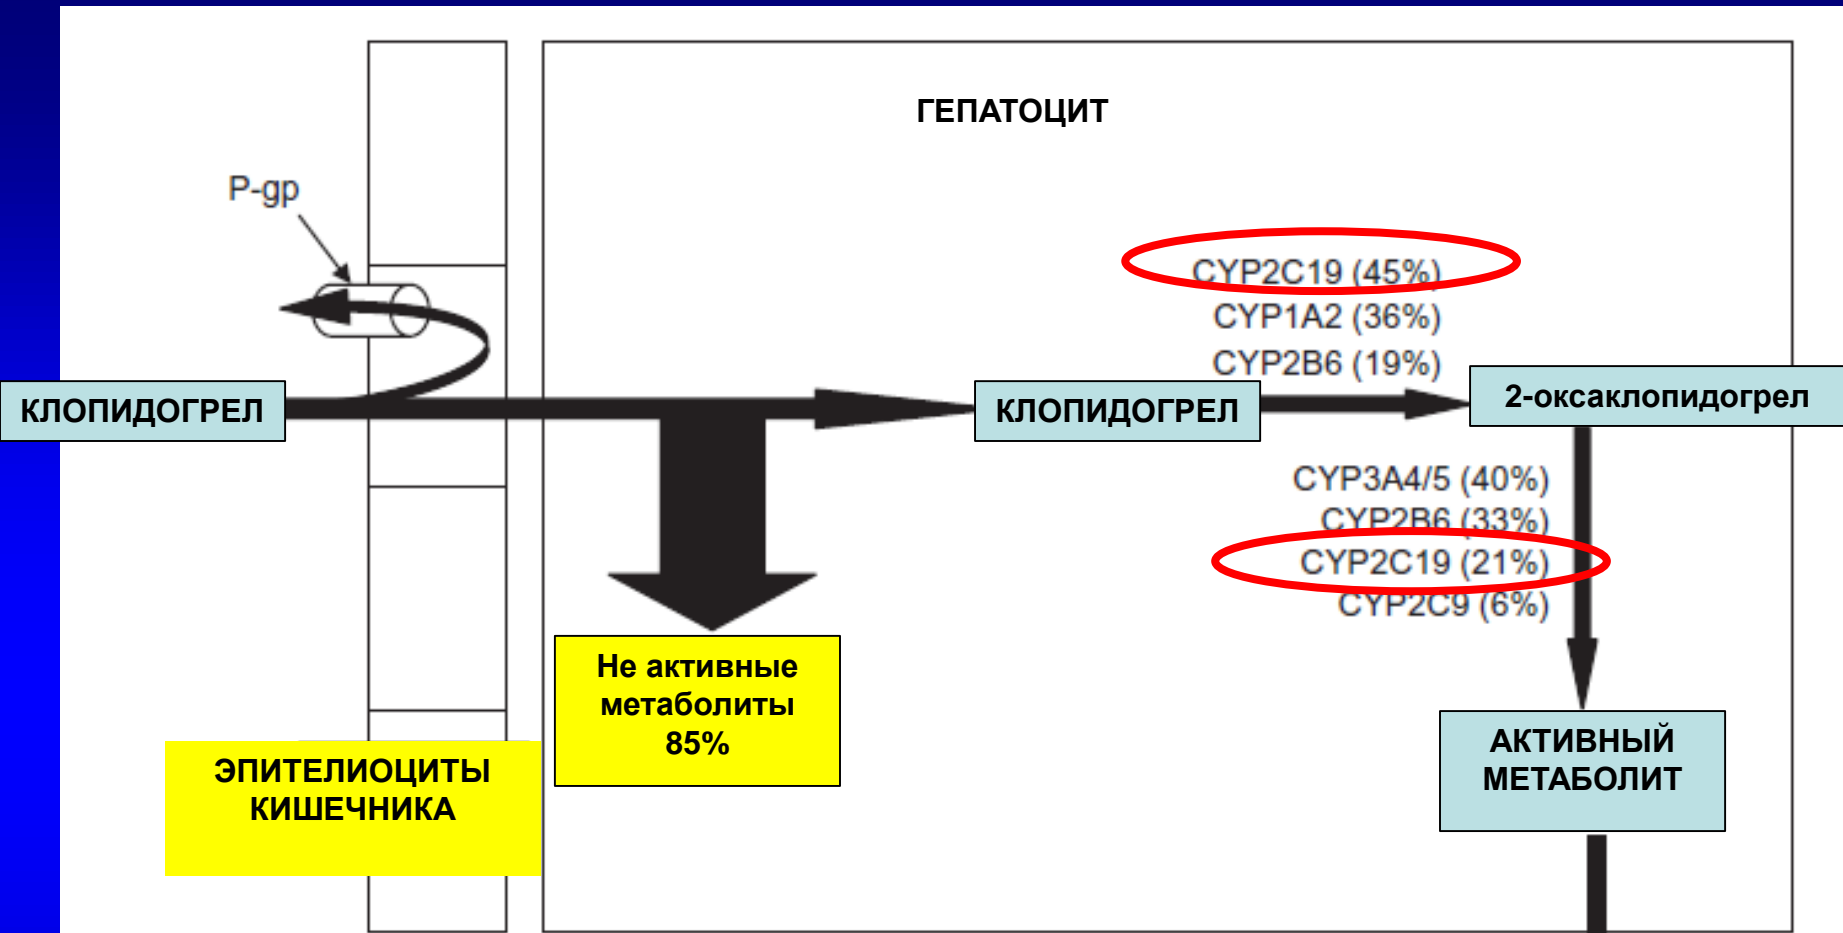 ГЕПАТОЦИТ
P-gp
CYP2C19 (45%)
CYP1A2 (36%)
CYP2B6 (19%)
КЛОПИДОГРЕЛ
КЛОПИДОГРЕЛ
2-оксаклопидогрел
CYP3A4/5 (40%)
CYP2B6 (33%)
CYP2C19 (21%)
CYP2C9 (6%)
Не активные
метаболиты
85%
АКТИВНЫЙ
МЕТАБОЛИТ
ЭПИТЕЛИОЦИТЫ
КИШЕЧНИКА